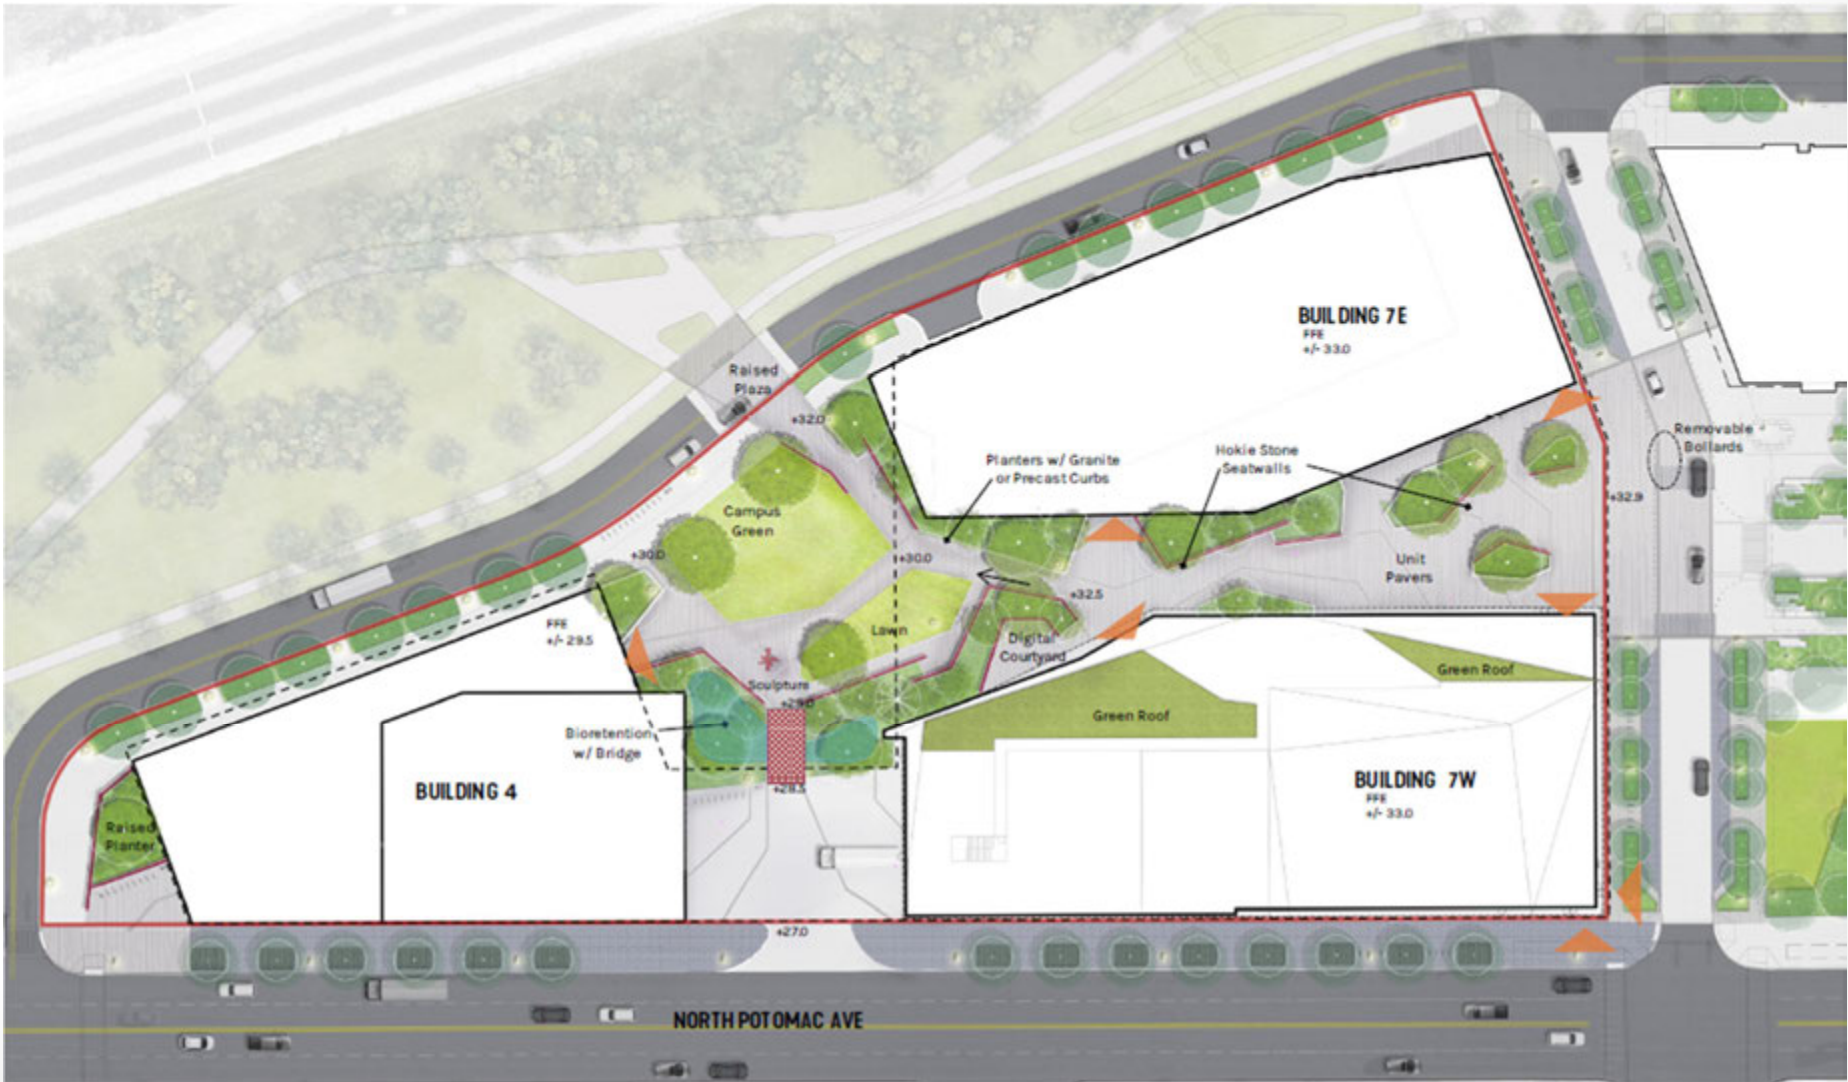 BUILDING 7E
FFE
+/- 33.0
Raised
Plaza
+32.0
Removable
Bollards
Planters w/ Granite
or Precast Curbs
Hokie Stone
Seatwalls
+32.9
Campus
Green
+30.0
+30.0
Unit
Pavers
+32.5
FFE
+/- 29.5
Lawn
Digital
Courtyard
Green Roof
Sculpture
+29.0
Green Roof
Bioretention
w/ Bridge
BUILDING 4
+28.5
BUILDING 7W
FFE
+/- 33.0
Raised
Planter
+27.0
NORTH POTOMAC AVE